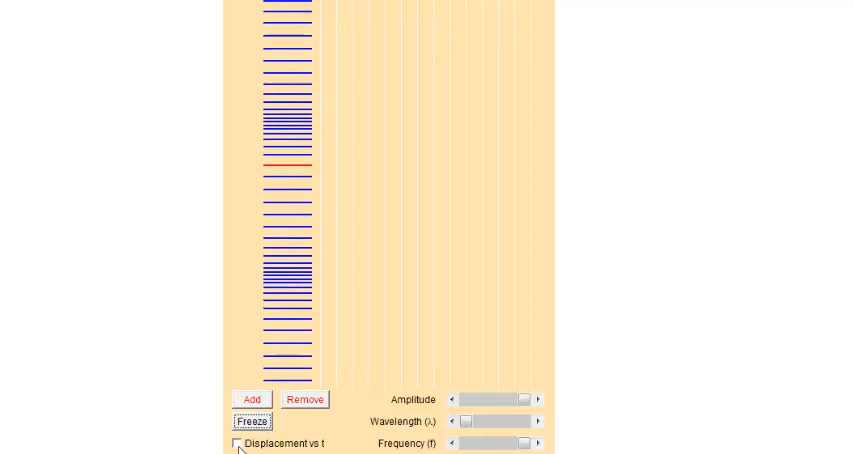 Add Remove Amplitude
Freeze Wavelength (λ)
Displacement vs t Frequency (f)